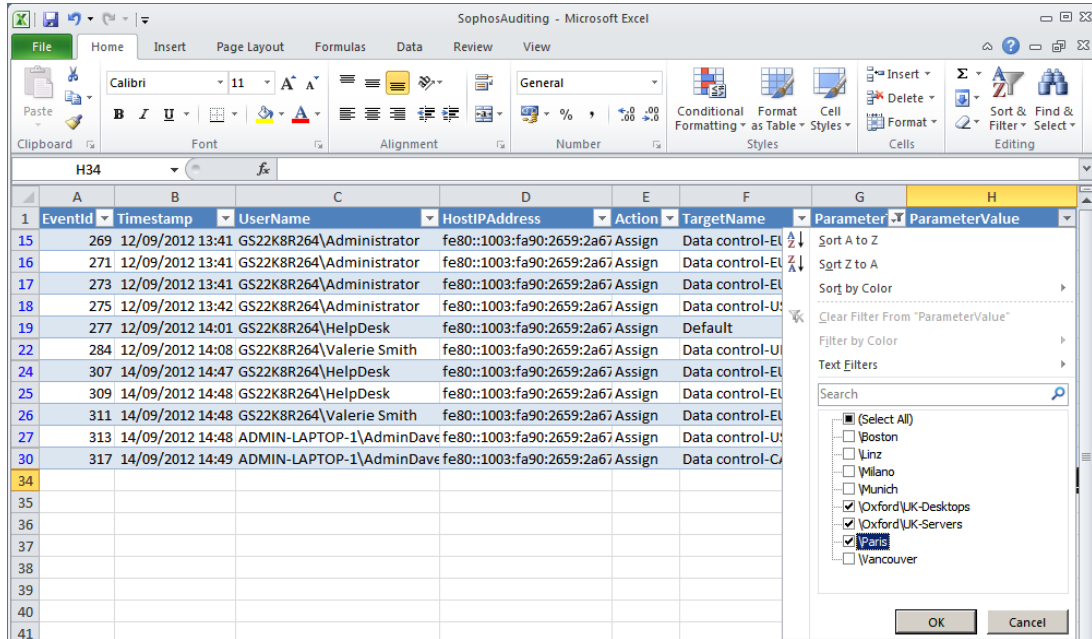 SophosAuditing - Microsoft Excel
File Home Insert Page Layout Formulas Data Review View
Calibri 11 General Insert
Paste Conditional Format Cell Delete Sort & Find &
Formatting as Table Styles Format Filter Select
Clipboard Font Alignment Number Styles Cells Editing
H34 fx
A B C D E F G H
1 EventId Timestamp UserName HostIPAddress Action TargetName ParameterT ParameterValue
15 269 12/09/2012 13:41 GS22K8R264\Administrator fe80::1003:fa90:2659:2a67 Assign Data control-EU
16 271 12/09/2012 13:41 GS22K8R264\Administrator fe80::1003:fa90:2659:2a67 Assign Data control-EU
17 273 12/09/2012 13:41 GS22K8R264\Administrator fe80::1003:fa90:2659:2a67 Assign Data control-EU
18 275 12/09/2012 13:42 GS22K8R264\Administrator fe80::1003:fa90:2659:2a67 Assign Data control-US
19 277 12/09/2012 14:01 GS22K8R264\HelpDesk fe80::1003:fa90:2659:2a67 Assign Default
22 284 12/09/2012 14:08 GS22K8R264\Valerie Smith fe80::1003:fa90:2659:2a67 Assign Data control-U
24 307 14/09/2012 14:47 GS22K8R264\HelpDesk fe80::1003:fa90:2659:2a67 Assign Data control-EU
25 309 14/09/2012 14:48 GS22K8R264\HelpDesk fe80::1003:fa90:2659:2a67 Assign Data control-EU
26 311 14/09/2012 14:48 GS22K8R264\Valerie Smith fe80::1003:fa90:2659:2a67 Assign Data control-EU
27 313 14/09/2012 14:48 ADMIN-LAPTOP-1\AdminDave fe80::1003:fa90:2659:2a67 Assign Data control-US
30 317 14/09/2012 14:49 ADMIN-LAPTOP-1\AdminDave fe80::1003:fa90:2659:2a67 Assign Data control-CA
34
35
36
37
38
39
40
41
Sort A to Z
Sort Z to A
Sort by Color
Clear Filter From "ParameterValue"
Filter by Color
Text Filters
Search
(Select All)
\Boston
\Linz
\Milano
\Munich
\Oxford\UK-Desktops
\Oxford\UK-Servers
\Paris
\Vancouver
OK Cancel